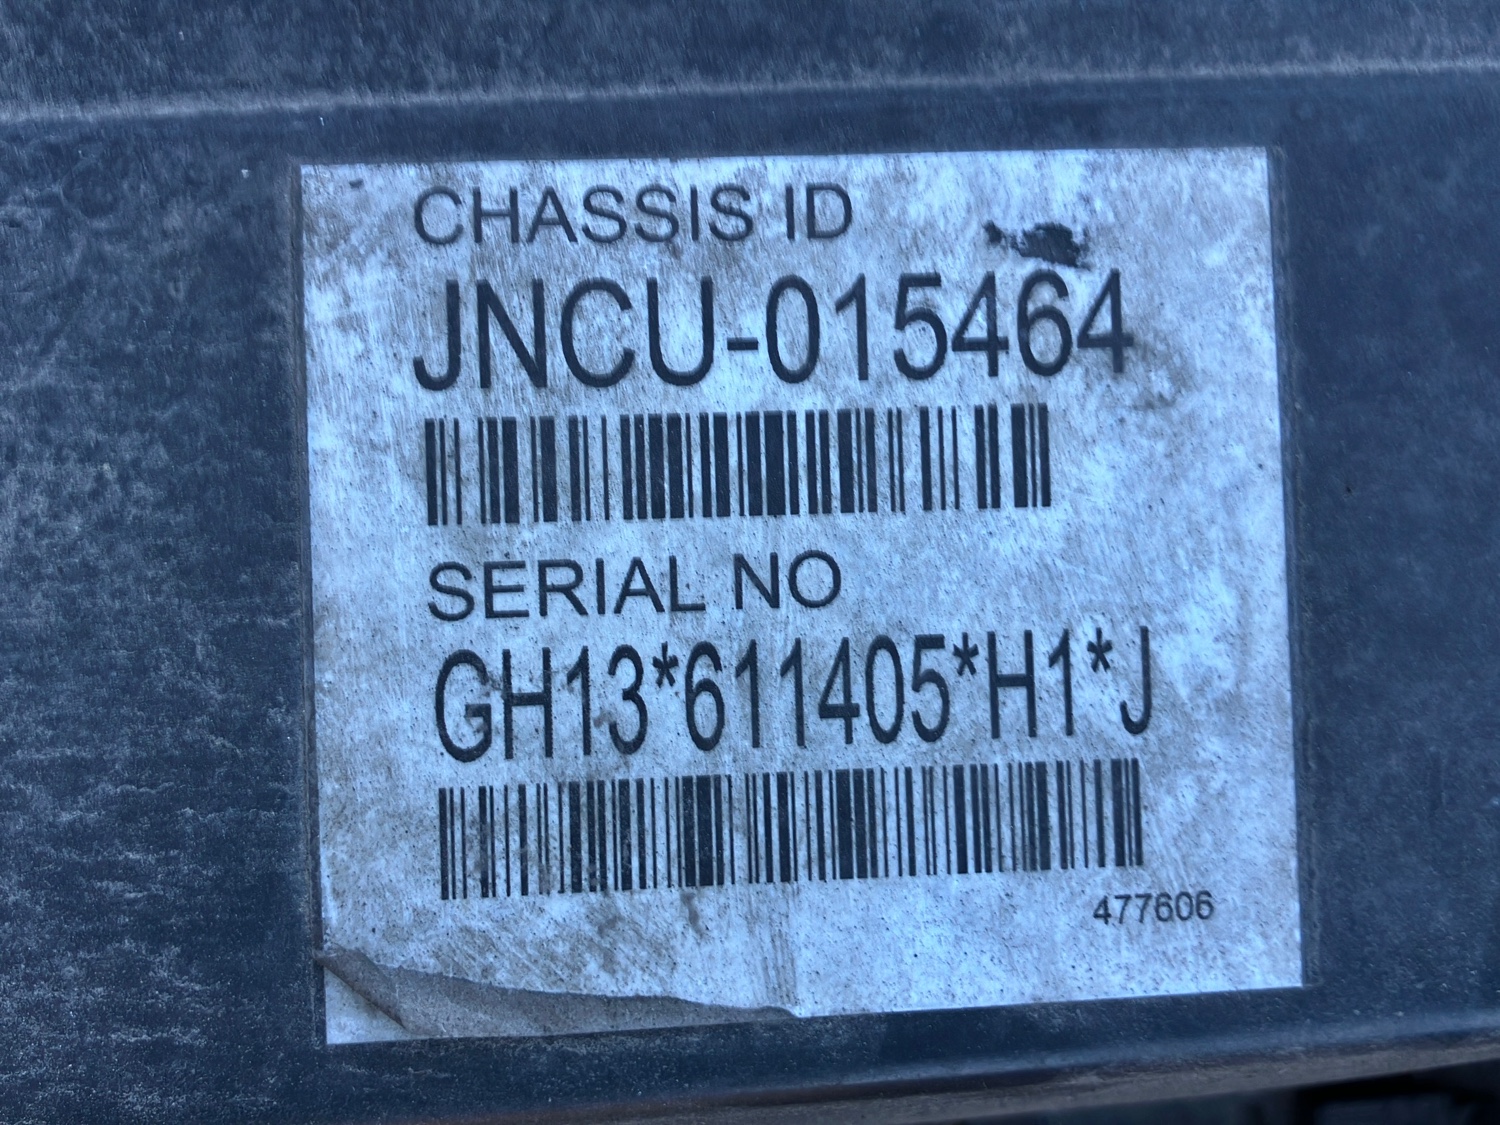 CHASSIS ID
JNCU-015464
SERIAL NO
GH13*611405*H1*J
477606